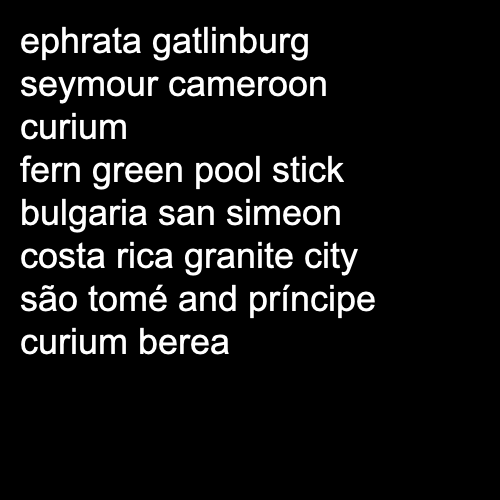 ephrata gatlinburg
seymour cameroon
curium
fern green pool stick
bulgaria san simeon
costa rica granite city
são tomé and príncipe
curium berea